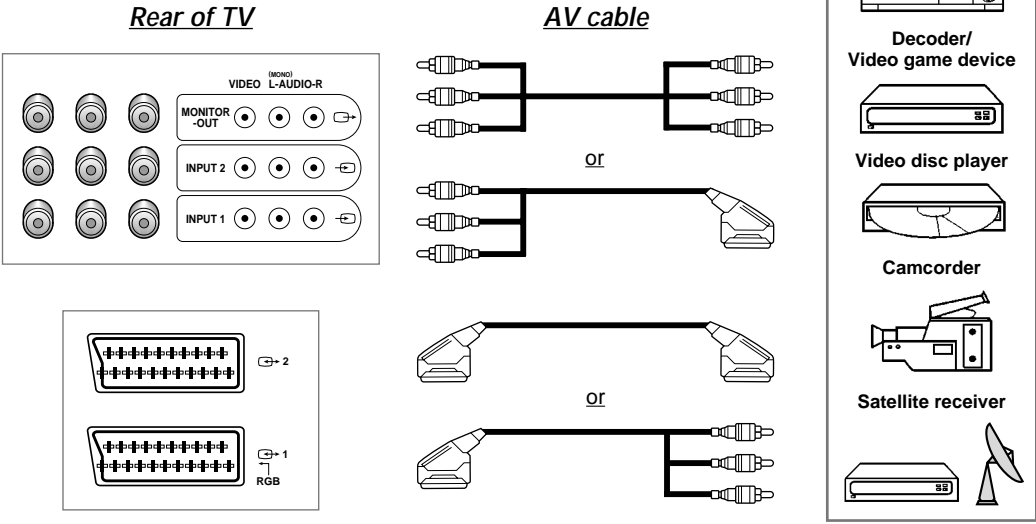 Rear of TV
AV cable
(MONO)
VIDEO L-AUDIO-R
MONITOR
-OUT
INPUT 2
INPUT 1
2
1
RGB
or
or
Decoder/
Video game device
Video disc player
Camcorder
Satellite receiver